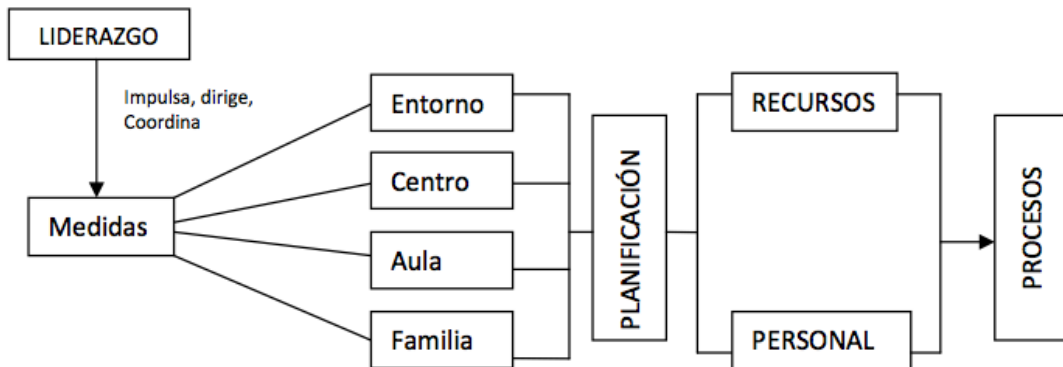 LIDERAZGO
Impulsa, dirige,
Coordina
Medidas
Entorno
Centro
Aula
Familia
PLANIFICACIÓN
RECURSOS
PERSONAL
PROCESOS